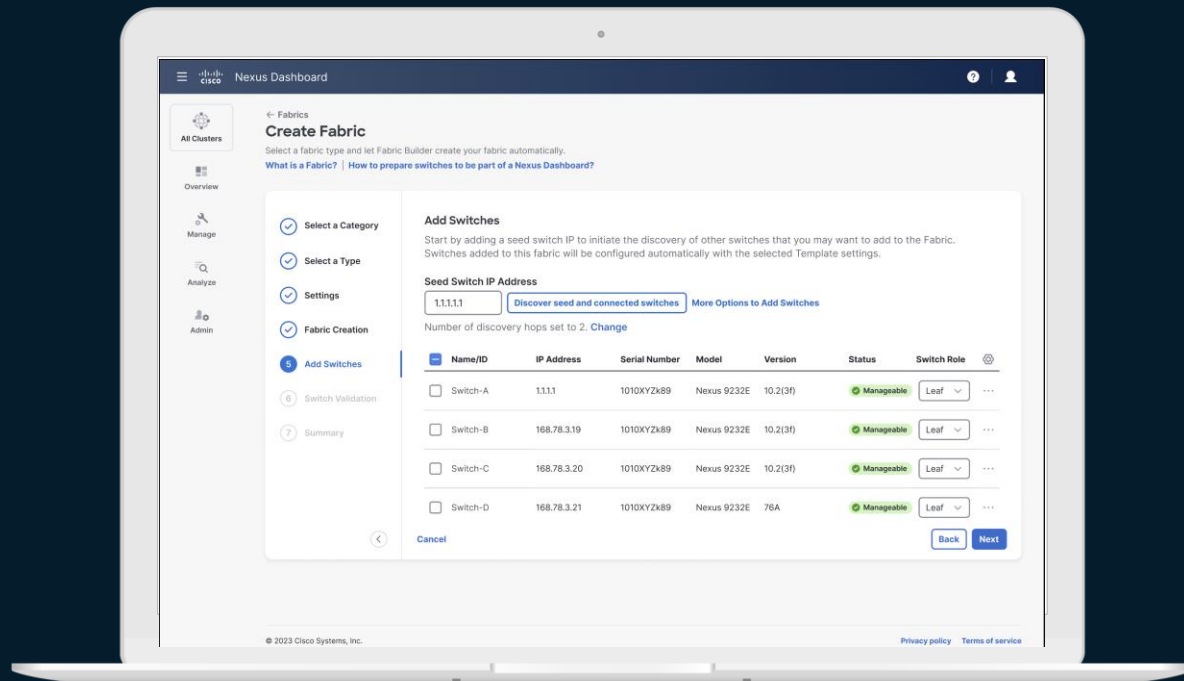 cisco Nexus Dashboard
All Clusters
Overview
Manage
Analyze
Admin
← Fabrics
Create Fabric
Select a fabric type and let Fabric Builder create your fabric automatically.
What is a Fabric? | How to prepare switches to be part of a Nexus Dashboard?
Select a Category
Select a Type
Settings
Fabric Creation
5 Add Switches
6 Switch Validation
7 Summary
Add Switches
Start by adding a seed switch IP to initiate the discovery of other switches that you may want to add to the Fabric.
Switches added to this fabric will be configured automatically with the selected Template settings.
Seed Switch IP Address
1.1.1.1.1 Discover seed and connected switches More Options to Add Switches
Number of discovery hops set to 2. Change
Name/ID IP Address Serial Number Model Version Status Switch Role
Switch-A 1.1.1.1 1010XYZk89 Nexus 9232E 10.2(3f) Manageable Leaf
Switch-B 168.78.3.19 1010XYZk89 Nexus 9232E 10.2(3f) Manageable Leaf
Switch-C 168.78.3.20 1010XYZk89 Nexus 9232E 10.2(3f) Manageable Leaf
Switch-D 168.78.3.21 1010XYZk89 Nexus 9232E 76A Manageable Leaf
Cancel Back Next
© 2023 Cisco Systems, Inc. Privacy policy Terms of service